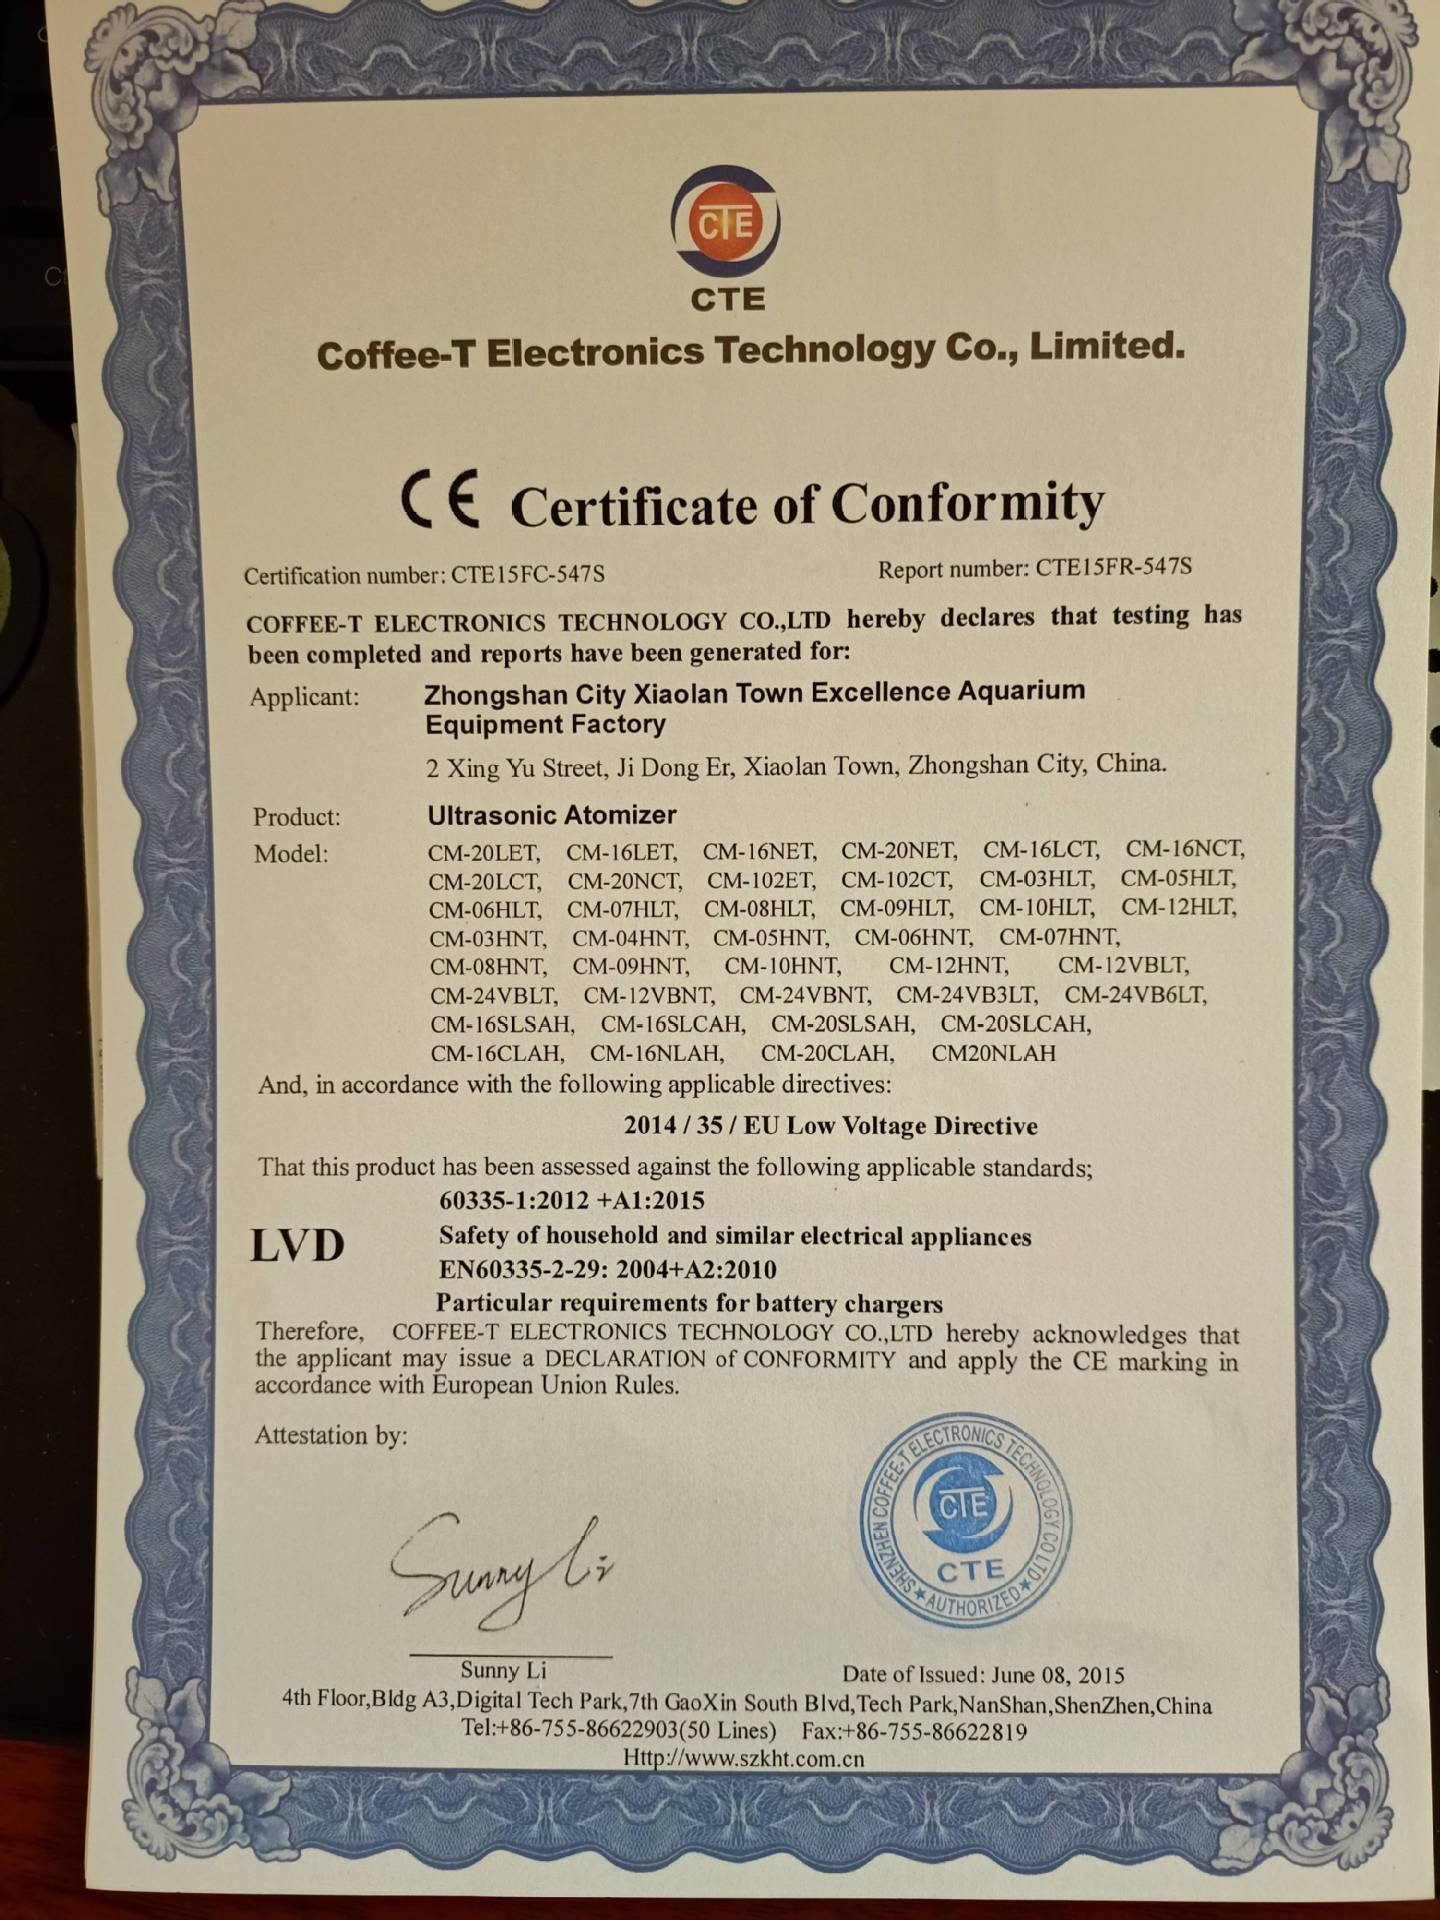 CTE
CTE
Coffee-T Electronics Technology Co., Limited.
CE Certificate of Conformity
Certification number: CTE15FC-547S Report number: CTE15FR-547S
COFFEE-T ELECTRONICS TECHNOLOGY CO.,LTD hereby declares that testing has
been completed and reports have been generated for:
Applicant: Zhongshan City Xiaolan Town Excellence Aquarium
Equipment Factory
2 Xing Yu Street, Ji Dong Er, Xiaolan Town, Zhongshan City, China.
Product: Ultrasonic Atomizer
Model: CM-20LET, CM-16LET, CM-16NET, CM-20NET, CM-16LCT, CM-16NCT,
CM-20LCT, CM-20NCT, CM-102ET, CM-102CT, CM-03HLT, CM-05HLT,
CM-06HLT, CM-07HLT, CM-08HLT, CM-09HLT, CM-10HLT, CM-12HLT,
CM-03HNT, CM-04HNT, CM-05HNT, CM-06HNT, CM-07HNT,
CM-08HNT, CM-09HNT, CM-10HNT, CM-12HNT, CM-12VBLT,
CM-24VBLT, CM-12VBNT, CM-24VBNT, CM-24VB3LT, CM-24VB6LT,
CM-16SLSAH, CM-16SLCAH, CM-20SLSAH, CM-20SLCAH,
CM-16CLAH, CM-16NLAH, CM-20CLAH, CM20NLAH
And, in accordance with the following applicable directives:
2014 / 35 / EU Low Voltage Directive
That this product has been assessed against the following applicable standards;
60335-1:2012 +A1:2015
LVD Safety of household and similar electrical appliances
EN60335-2-29: 2004+A2:2010
Particular requirements for battery chargers
Therefore, COFFEE-T ELECTRONICS TECHNOLOGY CO.,LTD hereby acknowledges that
the applicant may issue a DECLARATION of CONFORMITY and apply the CE marking in
accordance with European Union Rules.
Attestation by:
SHENZHEN COFFEE-T ELECTRONICS TECHNOLOGY CO LTD
CTE
CTE
★ AUTHORIZED ★
Sunny Li
Sunny Li Date of Issued: June 08, 2015
4th Floor,Bldg A3,Digital Tech Park,7th GaoXin South Blvd,Tech Park,NanShan,ShenZhen,China
Tel:+86-755-86622903(50 Lines) Fax:+86-755-86622819
Http://www.szkht.com.cn